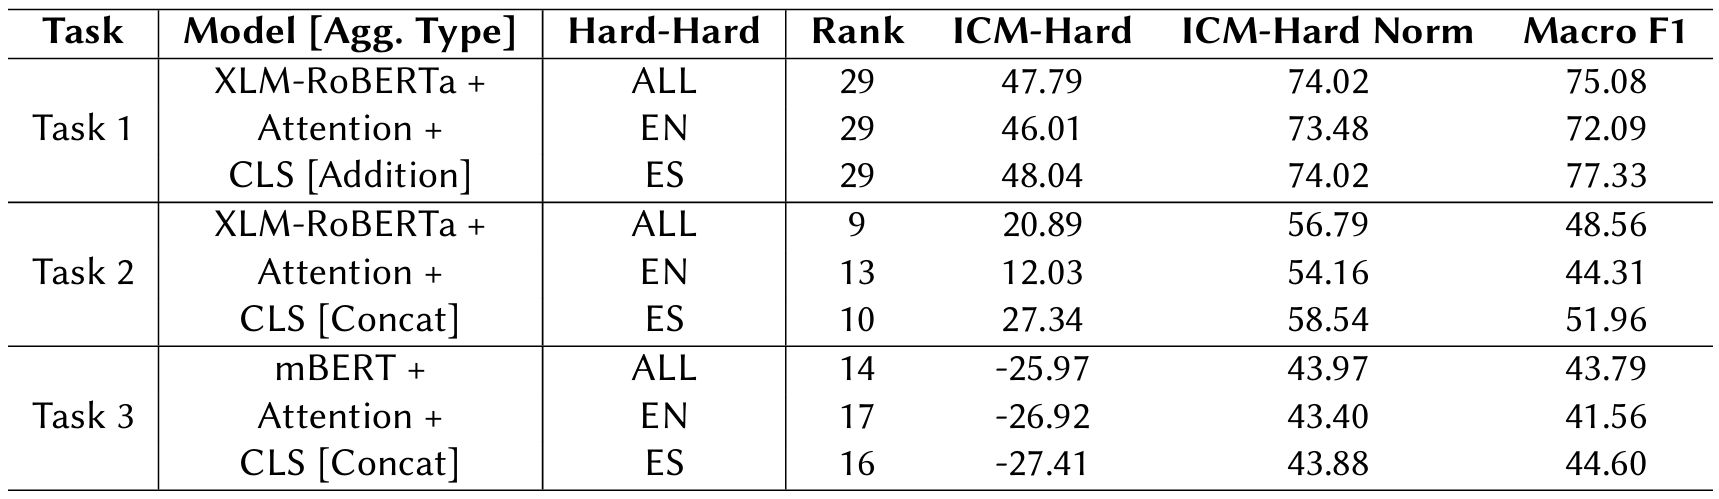 Task Model [Agg. Type] Hard-Hard Rank ICM-Hard ICM-Hard Norm Macro F1
XLM-RoBERTa + ALL 29 47.79 74.02 75.08
Task 1 Attention + EN 29 46.01 73.48 72.09
CLS [Addition] ES 29 48.04 74.02 77.33
XLM-RoBERTa + ALL 9 20.89 56.79 48.56
Task 2 Attention + EN 13 12.03 54.16 44.31
CLS [Concat] ES 10 27.34 58.54 51.96
mBERT + ALL 14 -25.97 43.97 43.79
Task 3 Attention + EN 17 -26.92 43.40 41.56
CLS [Concat] ES 16 -27.41 43.88 44.60